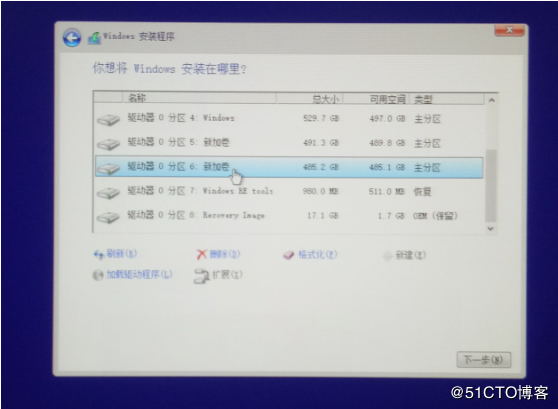 Windows 安装程序
你想将 Windows 安装在哪里?
名称 总大小 可用空间 类型
驱动器 0 分区 4: Windows 529.7 GB 497.0 GB 主分区
驱动器 0 分区 5: 新加卷 491.3 GB 489.8 GB 主分区
驱动器 0 分区 6: 新加卷 485.2 GB 485.1 GB 主分区
驱动器 0 分区 7: Windows RE tools 980.0 MB 511.0 MB 恢复
驱动器 0 分区 8: Recovery Image 17.1 GB 1.7 GB OEM (保留)
刷新(R) 删除(D) 格式化(F) 新建(E)
加载驱动程序(L) 扩展(X)
下一步(N)
@51CTO博客